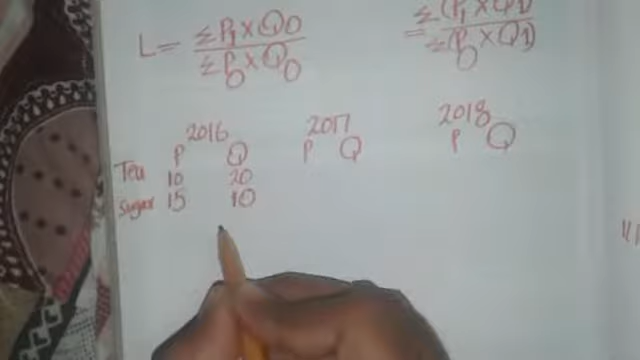 L = ΣP1 X Q0 / ΣP0 X Q0
= Σ(P1 X Q1) / Σ(P0 X Q1)
2016 2017 2018
P Q P Q P Q
Tea 10 20
Sugar 15 10